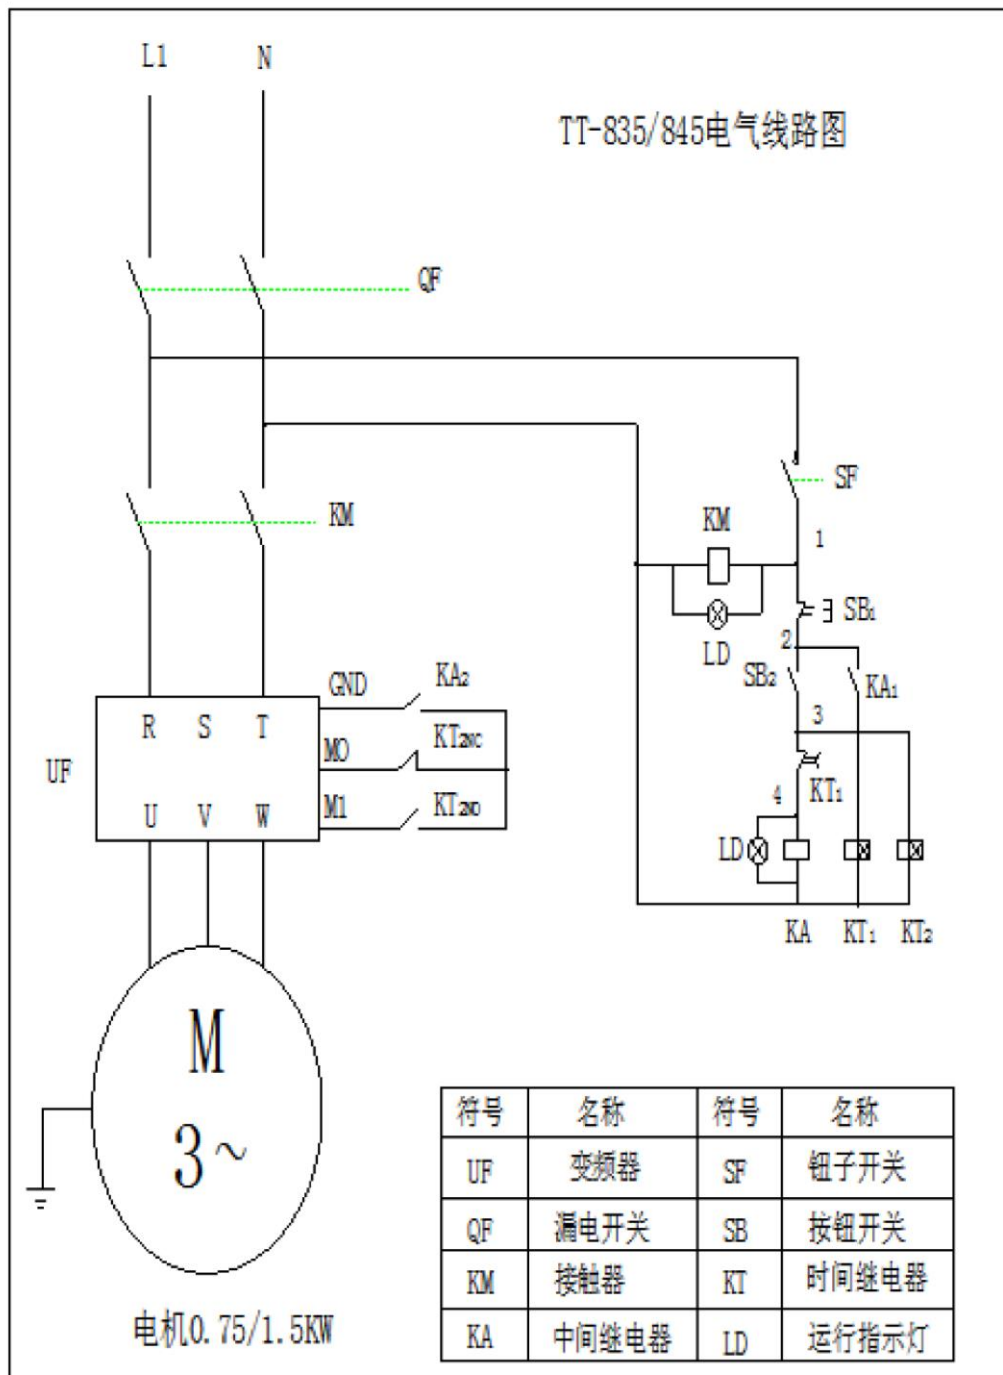 L1 N
TT-835/845电气线路图
QF
SF
KM
KM
1
SB1
LD
2
SB2
KA1
GND
KA2
3
R S T
M0
KT2NC
UF
KT1
4
U V W
M1
KT2NO
LD
KA KT1 KT2
M
3~
电机0.75/1.5KW
符号 名称 符号 名称
UF 变频器 SF 钮子开关
QF 漏电开关 SB 按钮开关
KM 接触器 KT 时间继电器
KA 中间继电器 LD 运行指示灯